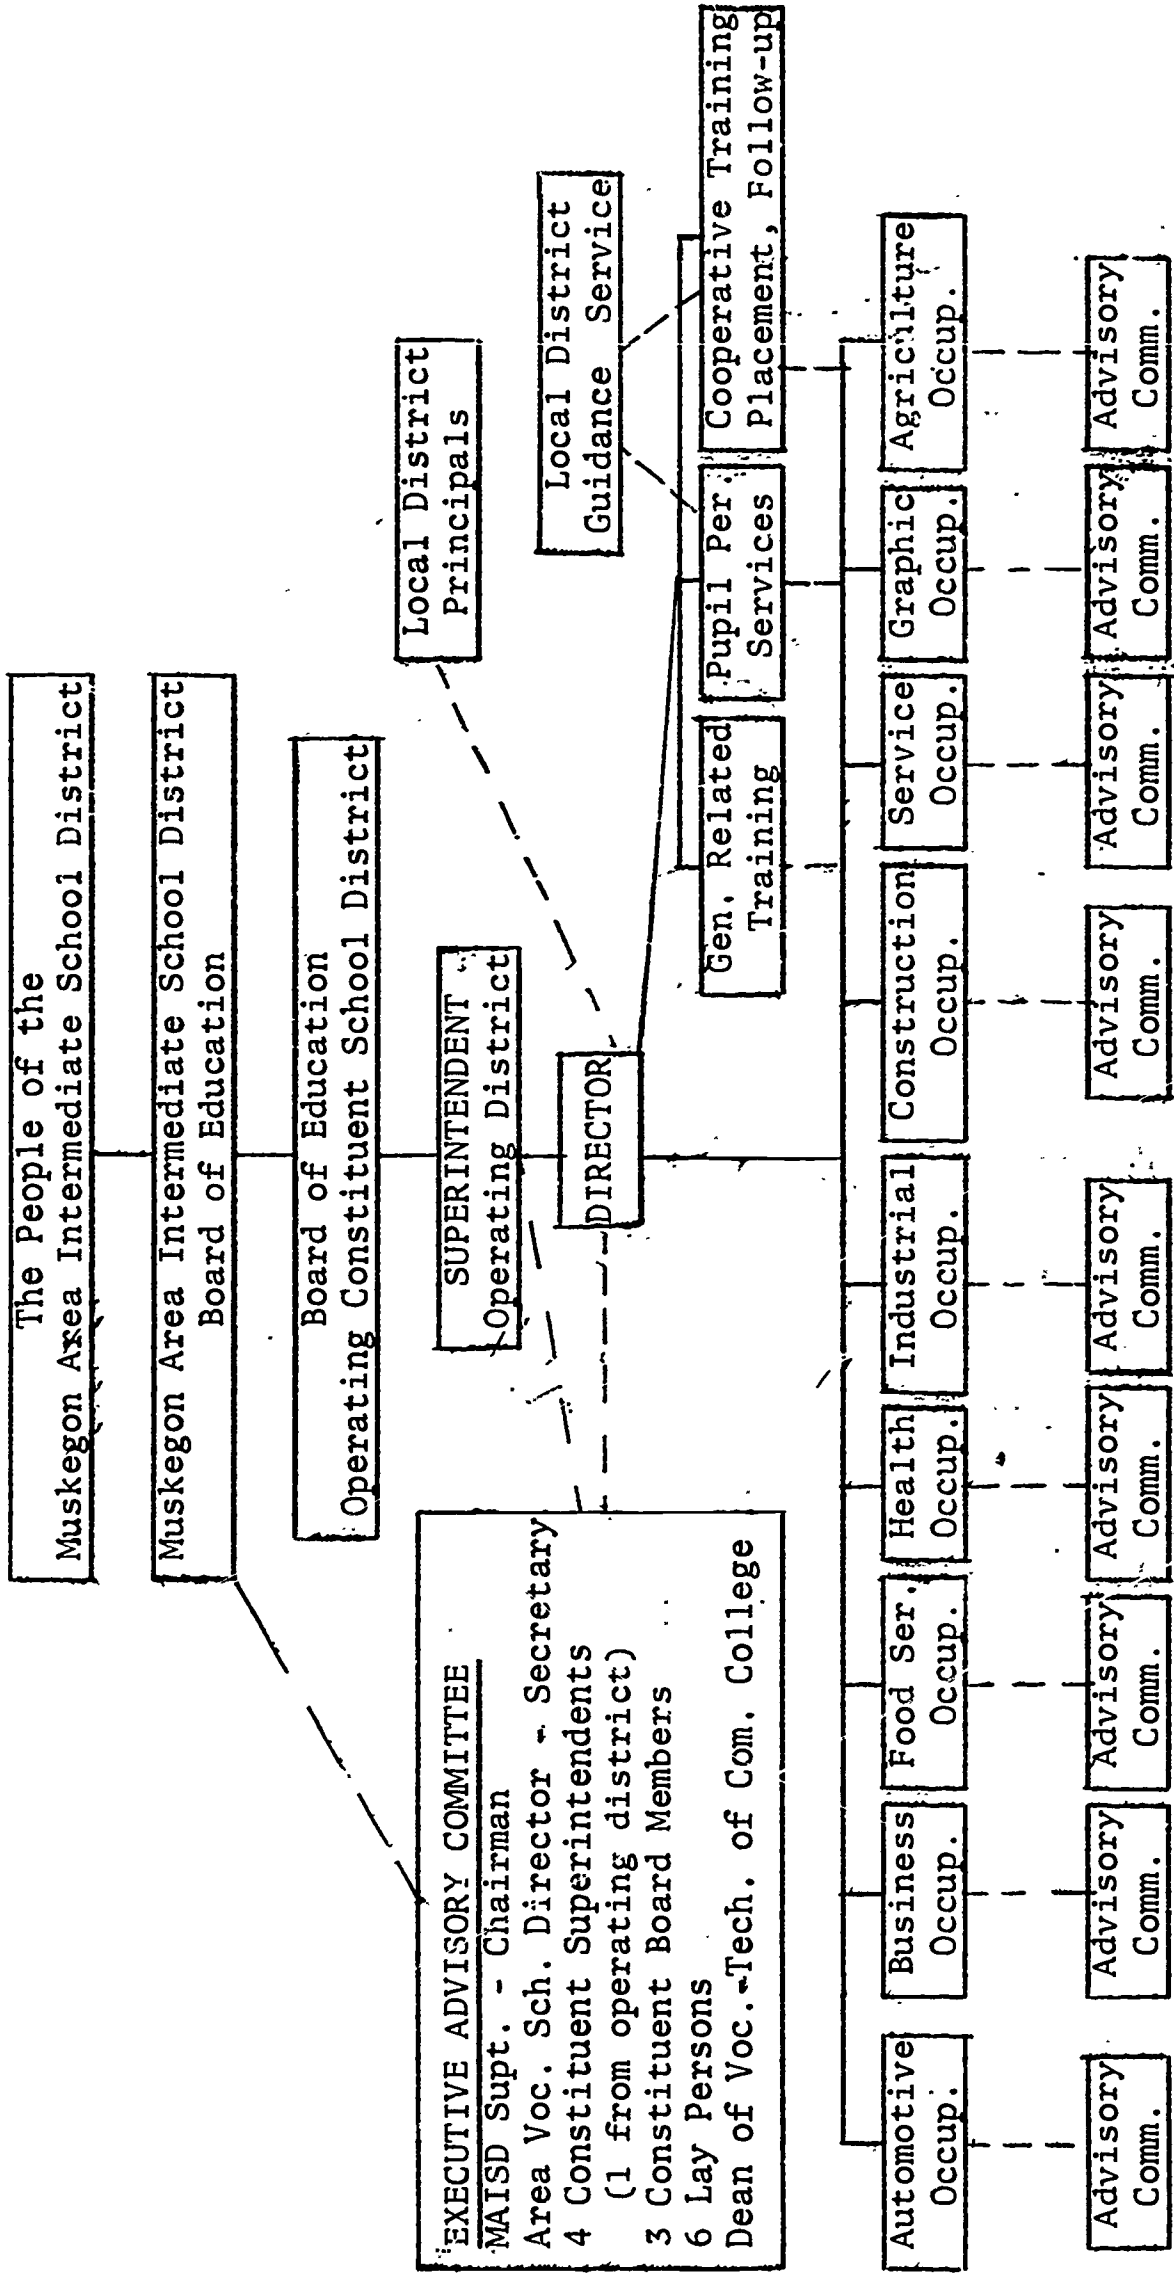 The People of the
Muskegon Area Intermediate School District
Muskegon Area Intermediate School District
Board of Education
Board of Education
Operating Constituent School District
Local District
Principals
SUPERINTENDENT
Operating District
Local District
Guidance Service
DIRECTOR
EXECUTIVE ADVISORY COMMITTEE
MAISD Supt. - Chairman
Area Voc. Sch. Director - Secretary
4 Constituent Superintendents
(1 from operating district)
3 Constituent Board Members
6 Lay Persons
Dean of Voc.-Tech. of Com. College
Gen. Related
Training
Pupil Per.
Services
Cooperative Training
Placement, Follow-up
Automotive
Occup.
Business
Occup.
Food Ser.
Occup.
Health
Occup.
Industrial
Occup.
Construction
Occup.
Service
Occup.
Graphic
Occup.
Agriculture
Occup.
Advisory
Comm.
Advisory
Comm.
Advisory
Comm.
Advisory
Comm.
Advisory
Comm.
Advisory
Comm.
Advisory
Comm.
Advisory
Comm.
Advisory
Comm.